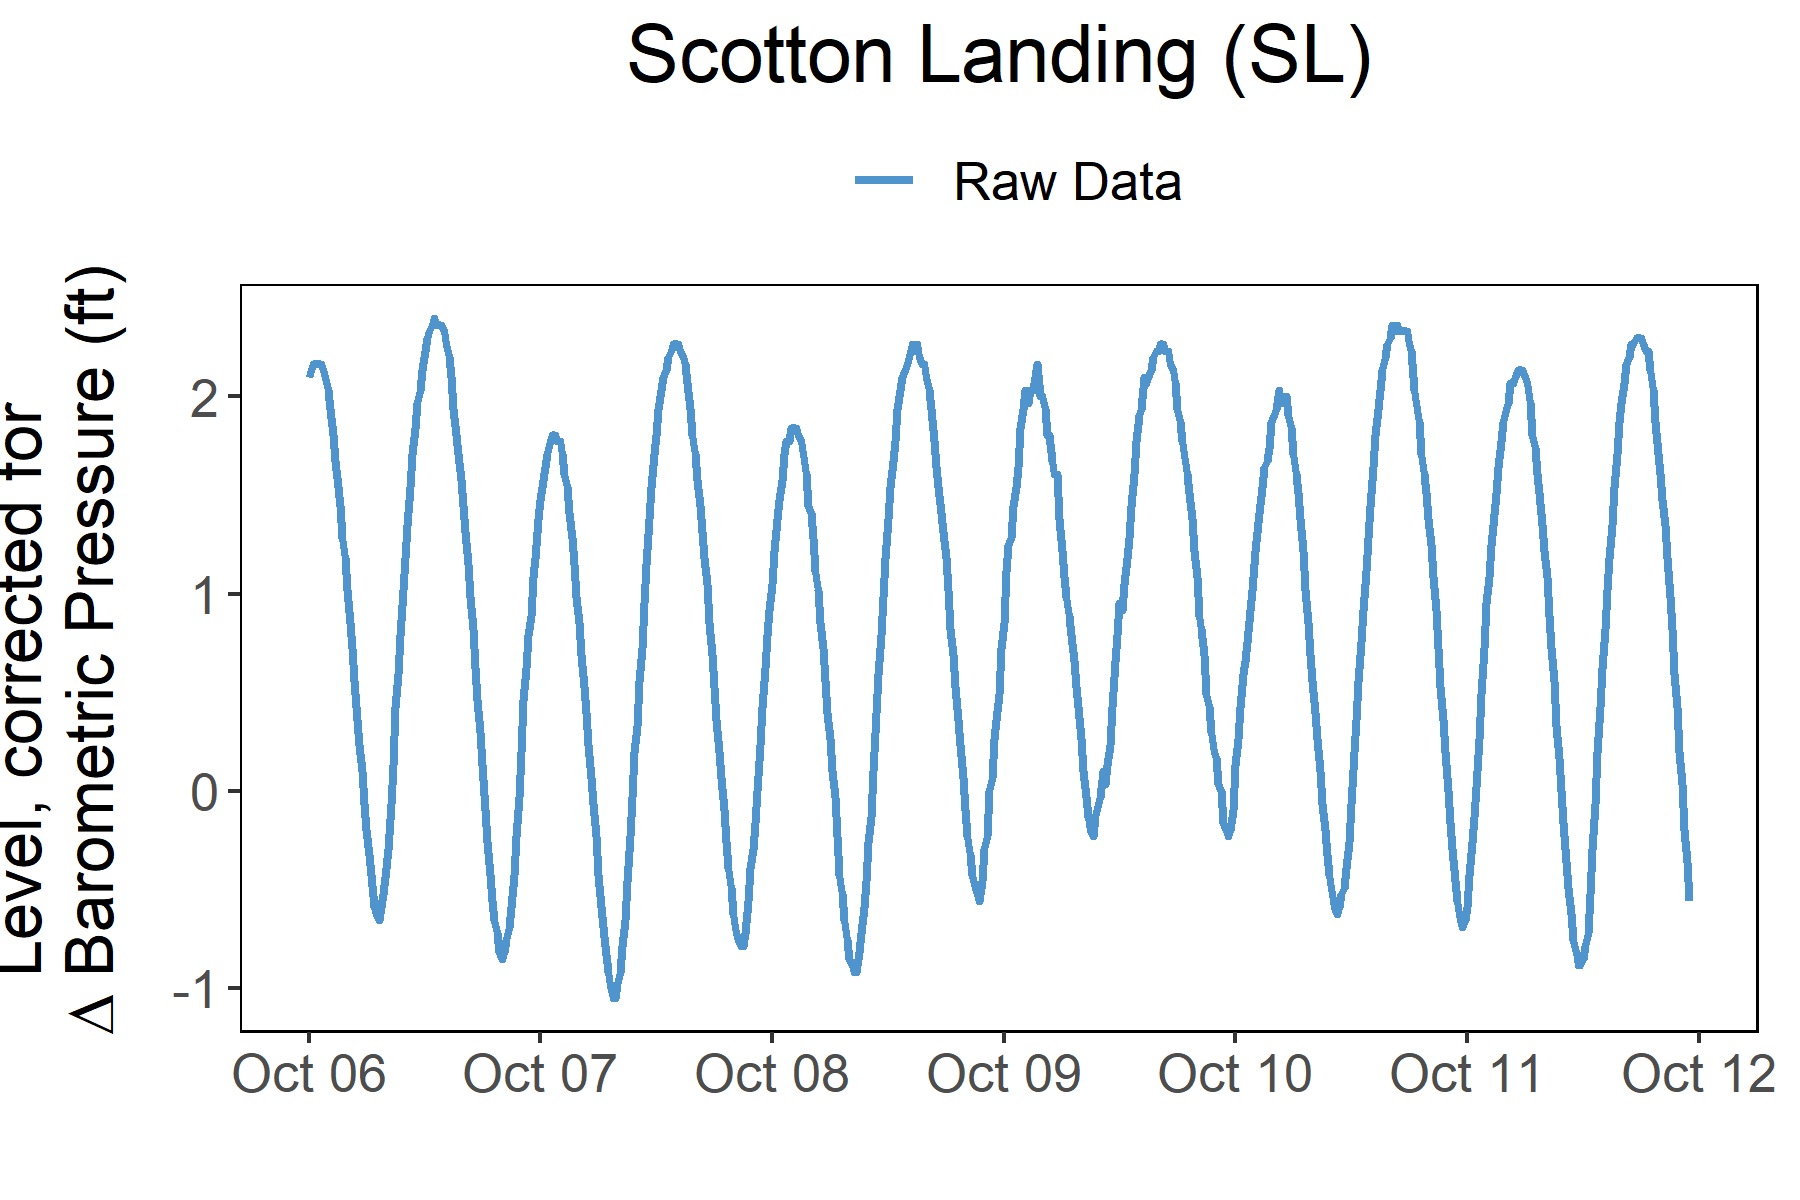 Scotton Landing (SL)
Raw Data
Level, corrected for
Δ Barometric Pressure (ft)
2
1
0
-1
Oct 06 Oct 07 Oct 08 Oct 09 Oct 10 Oct 11 Oct 12